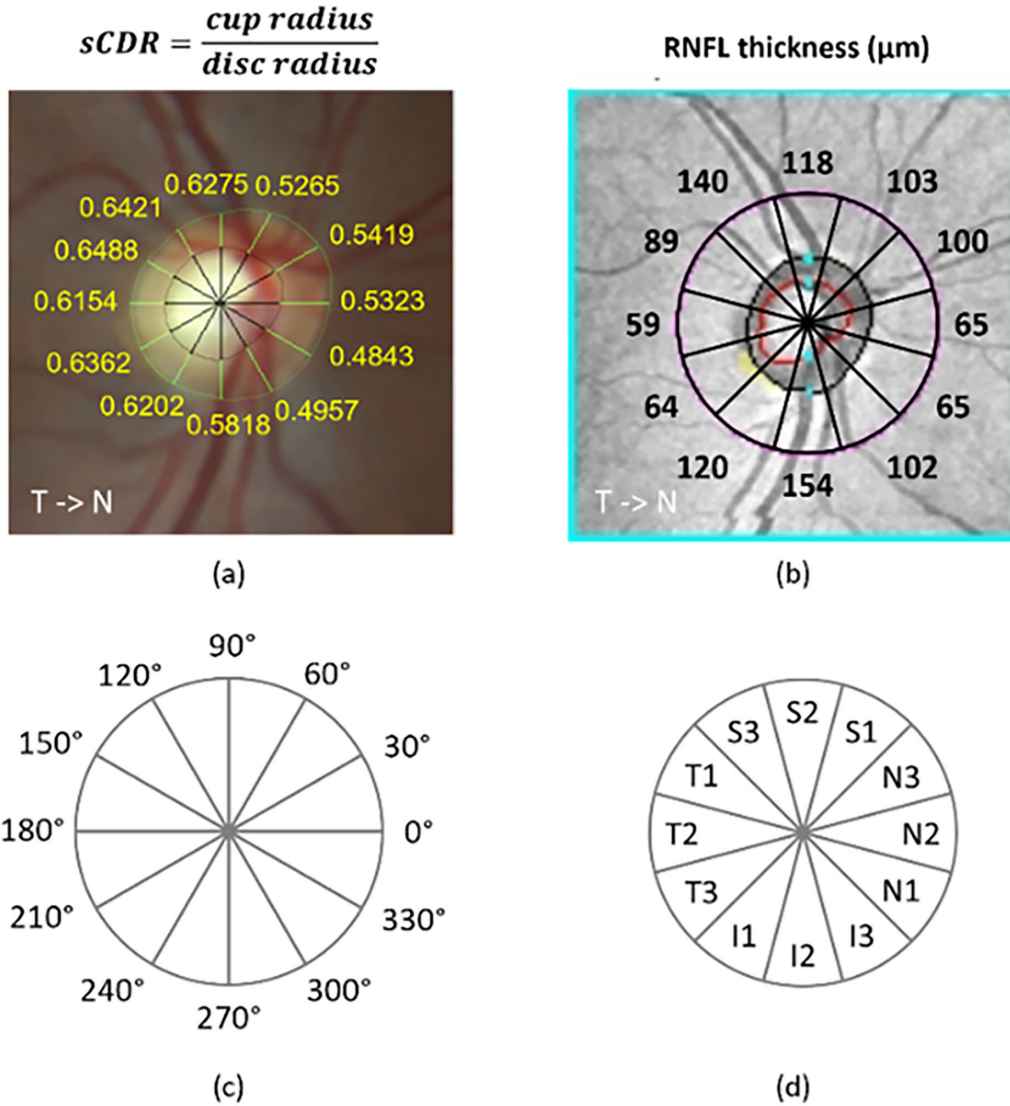 sCDR = cup radius / disc radius
RNFL thickness (µm)
0.6275 0.5265
0.6421
0.5419
0.6488
0.6154
0.5323
0.6362
0.4843
0.6202
0.4957
0.5818
T -> N
118
140
103
89
100
59
65
64
65
120
102
154
T -> N
(a)
(b)
90°
120°
60°
150°
30°
180°
0°
210°
330°
240°
300°
270°
S2
S3
S1
T1
N3
T2
N2
T3
N1
I1
I3
I2
(c)
(d)